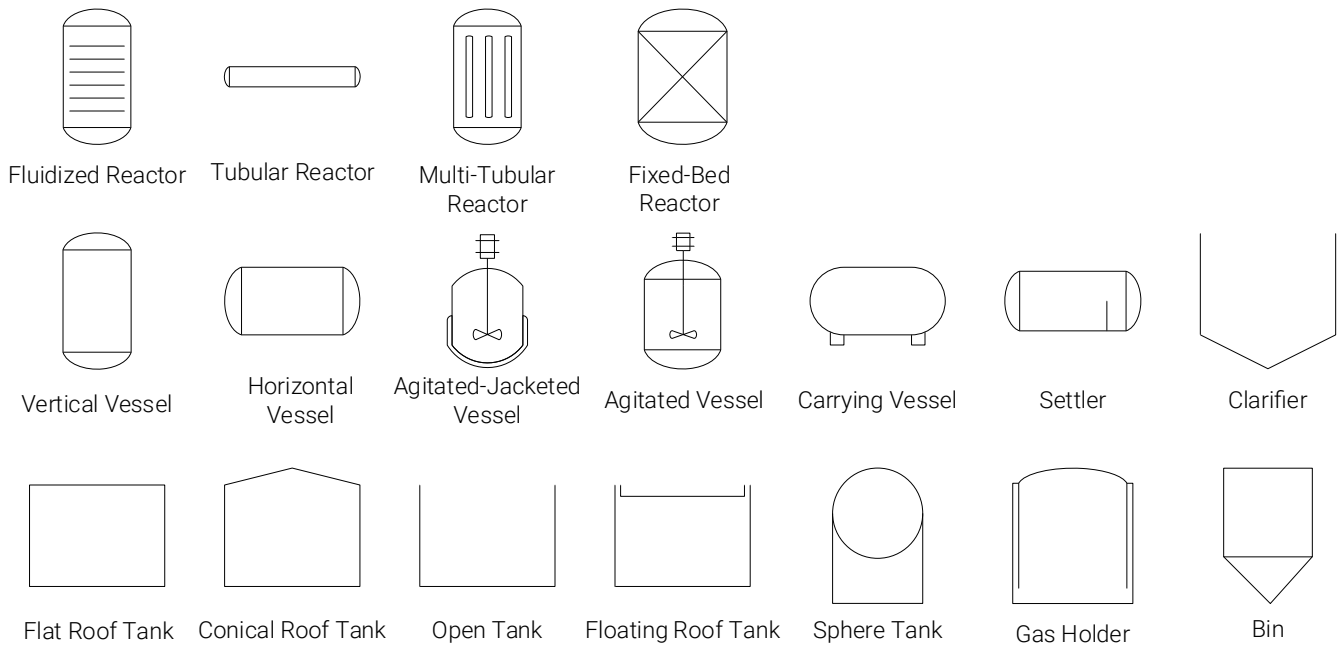 Fluidized Reactor
Tubular Reactor
Multi-Tubular
Reactor
Fixed-Bed
Reactor
Vertical Vessel
Horizontal
Vessel
Agitated-Jacketed
Vessel
Agitated Vessel
Carrying Vessel
Settler
Clarifier
Flat Roof Tank
Conical Roof Tank
Open Tank
Floating Roof Tank
Sphere Tank
Gas Holder
Bin